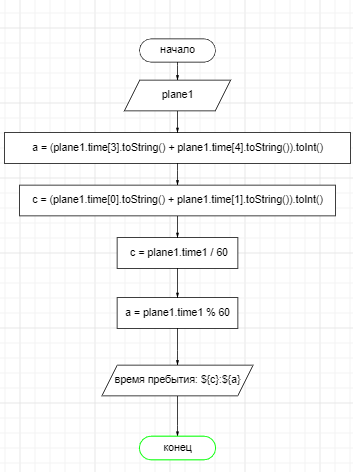 начало
plane1
a = (plane1.time[3].toString() + plane1.time[4].toString()).toInt()
c = (plane1.time[0].toString() + plane1.time[1].toString()).toInt()
c = plane1.time1 / 60
a = plane1.time1 % 60
время пребытия: ${c}:${a}
конец